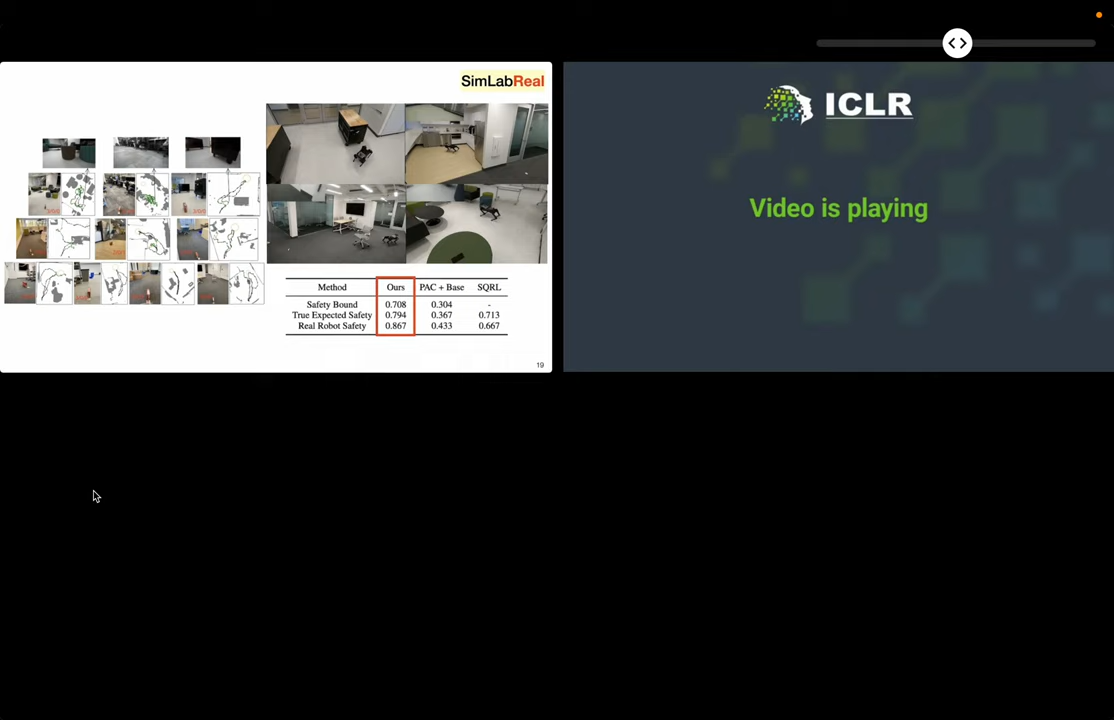 SimLabReal
Method Ours PAC + Base SQRL
Safety Bound 0.708 0.304 -
True Expected Safety 0.794 0.367 0.713
Real Robot Safety 0.867 0.433 0.667
19
ICLR
Video is playing